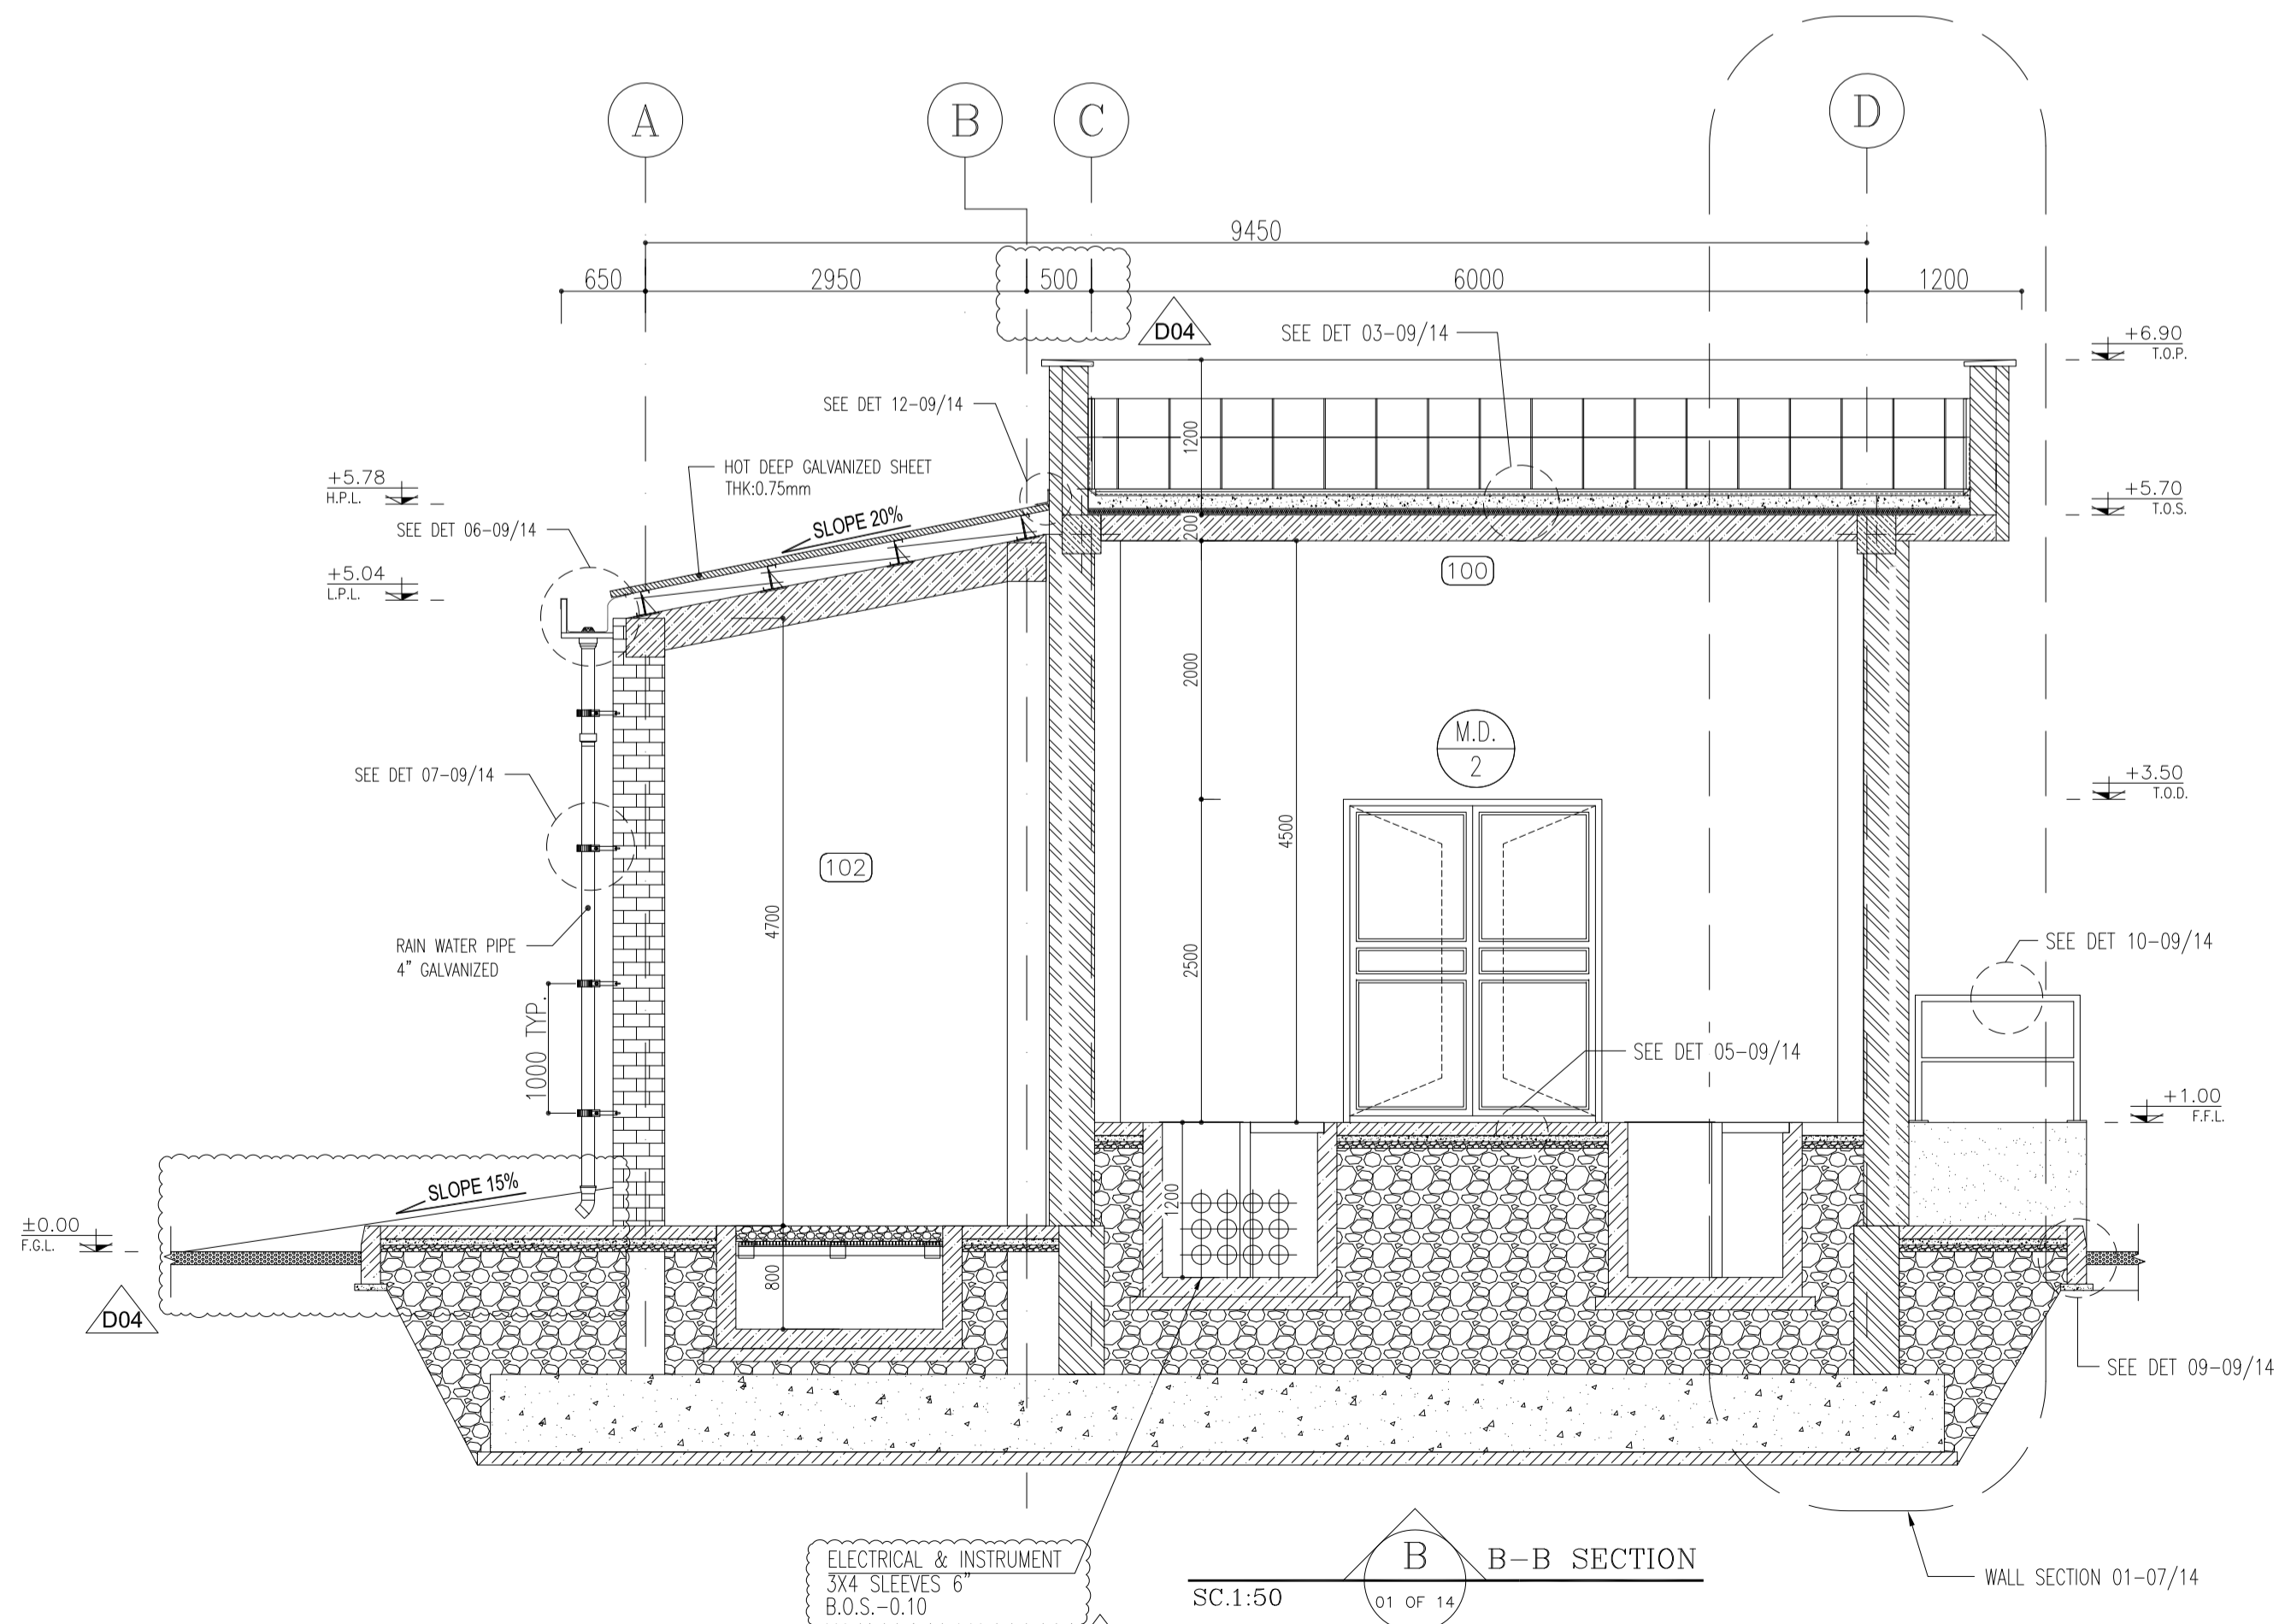 A
B
C
D
9450
650
2950
500
6000
1200
D04
SEE DET 03-09/14
+6.90
T.O.P.
SEE DET 12-09/14
1200
HOT DEEP GALVANIZED SHEET
THK:0.75mm
+5.78
H.P.L.
+5.70
T.O.S.
SLOPE 20%
SEE DET 06-09/14
200
100
+5.04
L.P.L.
2000
M.D.
2
SEE DET 07-09/14
+3.50
T.O.D.
4500
102
4700
RAIN WATER PIPE
4" GALVANIZED
2500
SEE DET 10-09/14
1000 TYP.
SEE DET 05-09/14
+1.00
F.F.L.
SLOPE 15%
1200
±0.00
F.G.L.
800
D04
SEE DET 09-09/14
ELECTRICAL & INSTRUMENT
3X4 SLEEVES 6"
B.O.S.-0.10
B
B-B SECTION
SC.1:50
01 OF 14
WALL SECTION 01-07/14